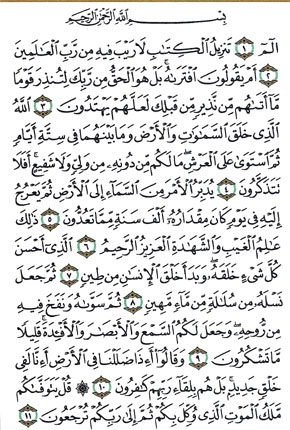 بِسْمِ ٱللَّهِ ٱلرَّحْمَٰنِ ٱلرَّحِيمِ
الٓمٓ ١ تَنزِيلُ ٱلْكِتَٰبِ لَا رَيْبَ فِيهِ مِن رَّبِّ ٱلْعَٰلَمِينَ
٢ أَمْ يَقُولُونَ ٱفْتَرَىٰهُ ۚ بَلْ هُوَ ٱلْحَقُّ مِن رَّبِّكَ لِتُنذِرَ قَوْمًا
مَّآ أَتَىٰهُم مِّن نَّذِيرٍ مِّن قَبْلِكَ لَعَلَّهُمْ يَهْتَدُونَ ٣ ٱللَّهُ
ٱلَّذِى خَلَقَ ٱلسَّمَٰوَٰتِ وَٱلْأَرْضَ وَمَا بَيْنَهُمَا فِى سِتَّةِ أَيَّامٍ
ثُمَّ ٱسْتَوَىٰ عَلَى ٱلْعَرْشِ ۖ مَا لَكُم مِّن دُونِهِۦ مِن وَلِىٍّ وَلَا شَفِيعٍ ۚ أَفَلَا
تَتَذَكَّرُونَ ٤ يُدَبِّرُ ٱلْأَمْرَ مِنَ ٱلسَّمَآءِ إِلَى ٱلْأَرْضِ ثُمَّ يَعْرُجُ
إِلَيْهِ فِى يَوْمٍ كَانَ مِقْدَارُهُۥٓ أَلْفَ سَنَةٍ مِّمَّا تَعُدُّونَ ٥ ذَٰلِكَ
عَٰلِمُ ٱلْغَيْبِ وَٱلشَّهَٰدَةِ ٱلْعَزِيزُ ٱلرَّحِيمُ ٦ ٱلَّذِىٓ أَحْسَنَ
كُلَّ شَىْءٍ خَلَقَهُۥ ۖ وَبَدَأَ خَلْقَ ٱلْإِنسَٰنِ مِن طِينٍ ٧ ثُمَّ جَعَلَ
نَسْلَهُۥ مِن سُلَٰلَةٍ مِّن مَّآءٍ مَّهِينٍ ٨ ثُمَّ سَوَّىٰهُ وَنَفَخَ فِيهِ
مِن رُّوحِهِۦ ۖ وَجَعَلَ لَكُمُ ٱلسَّمْعَ وَٱلْأَبْصَٰرَ وَٱلْأَفْـِٔدَةَ ۚ قَلِيلًا
مَّا تَشْكُرُونَ ٩ وَقَالُوٓا۟ أَءِذَا ضَلَلْنَا فِى ٱلْأَرْضِ أَءِنَّا لَفِى
خَلْقٍ جَدِيدٍۭ ۚ بَلْ هُم بِلِقَآءِ رَبِّهِمْ كَٰفِرُونَ ١٠ ۞ قُلْ يَتَوَفَّىٰكُم
مَّلَكُ ٱلْمَوْتِ ٱلَّذِى وُكِّلَ بِكُمْ ثُمَّ إِلَىٰ رَبِّكُمْ تُرْجَعُونَ ١١